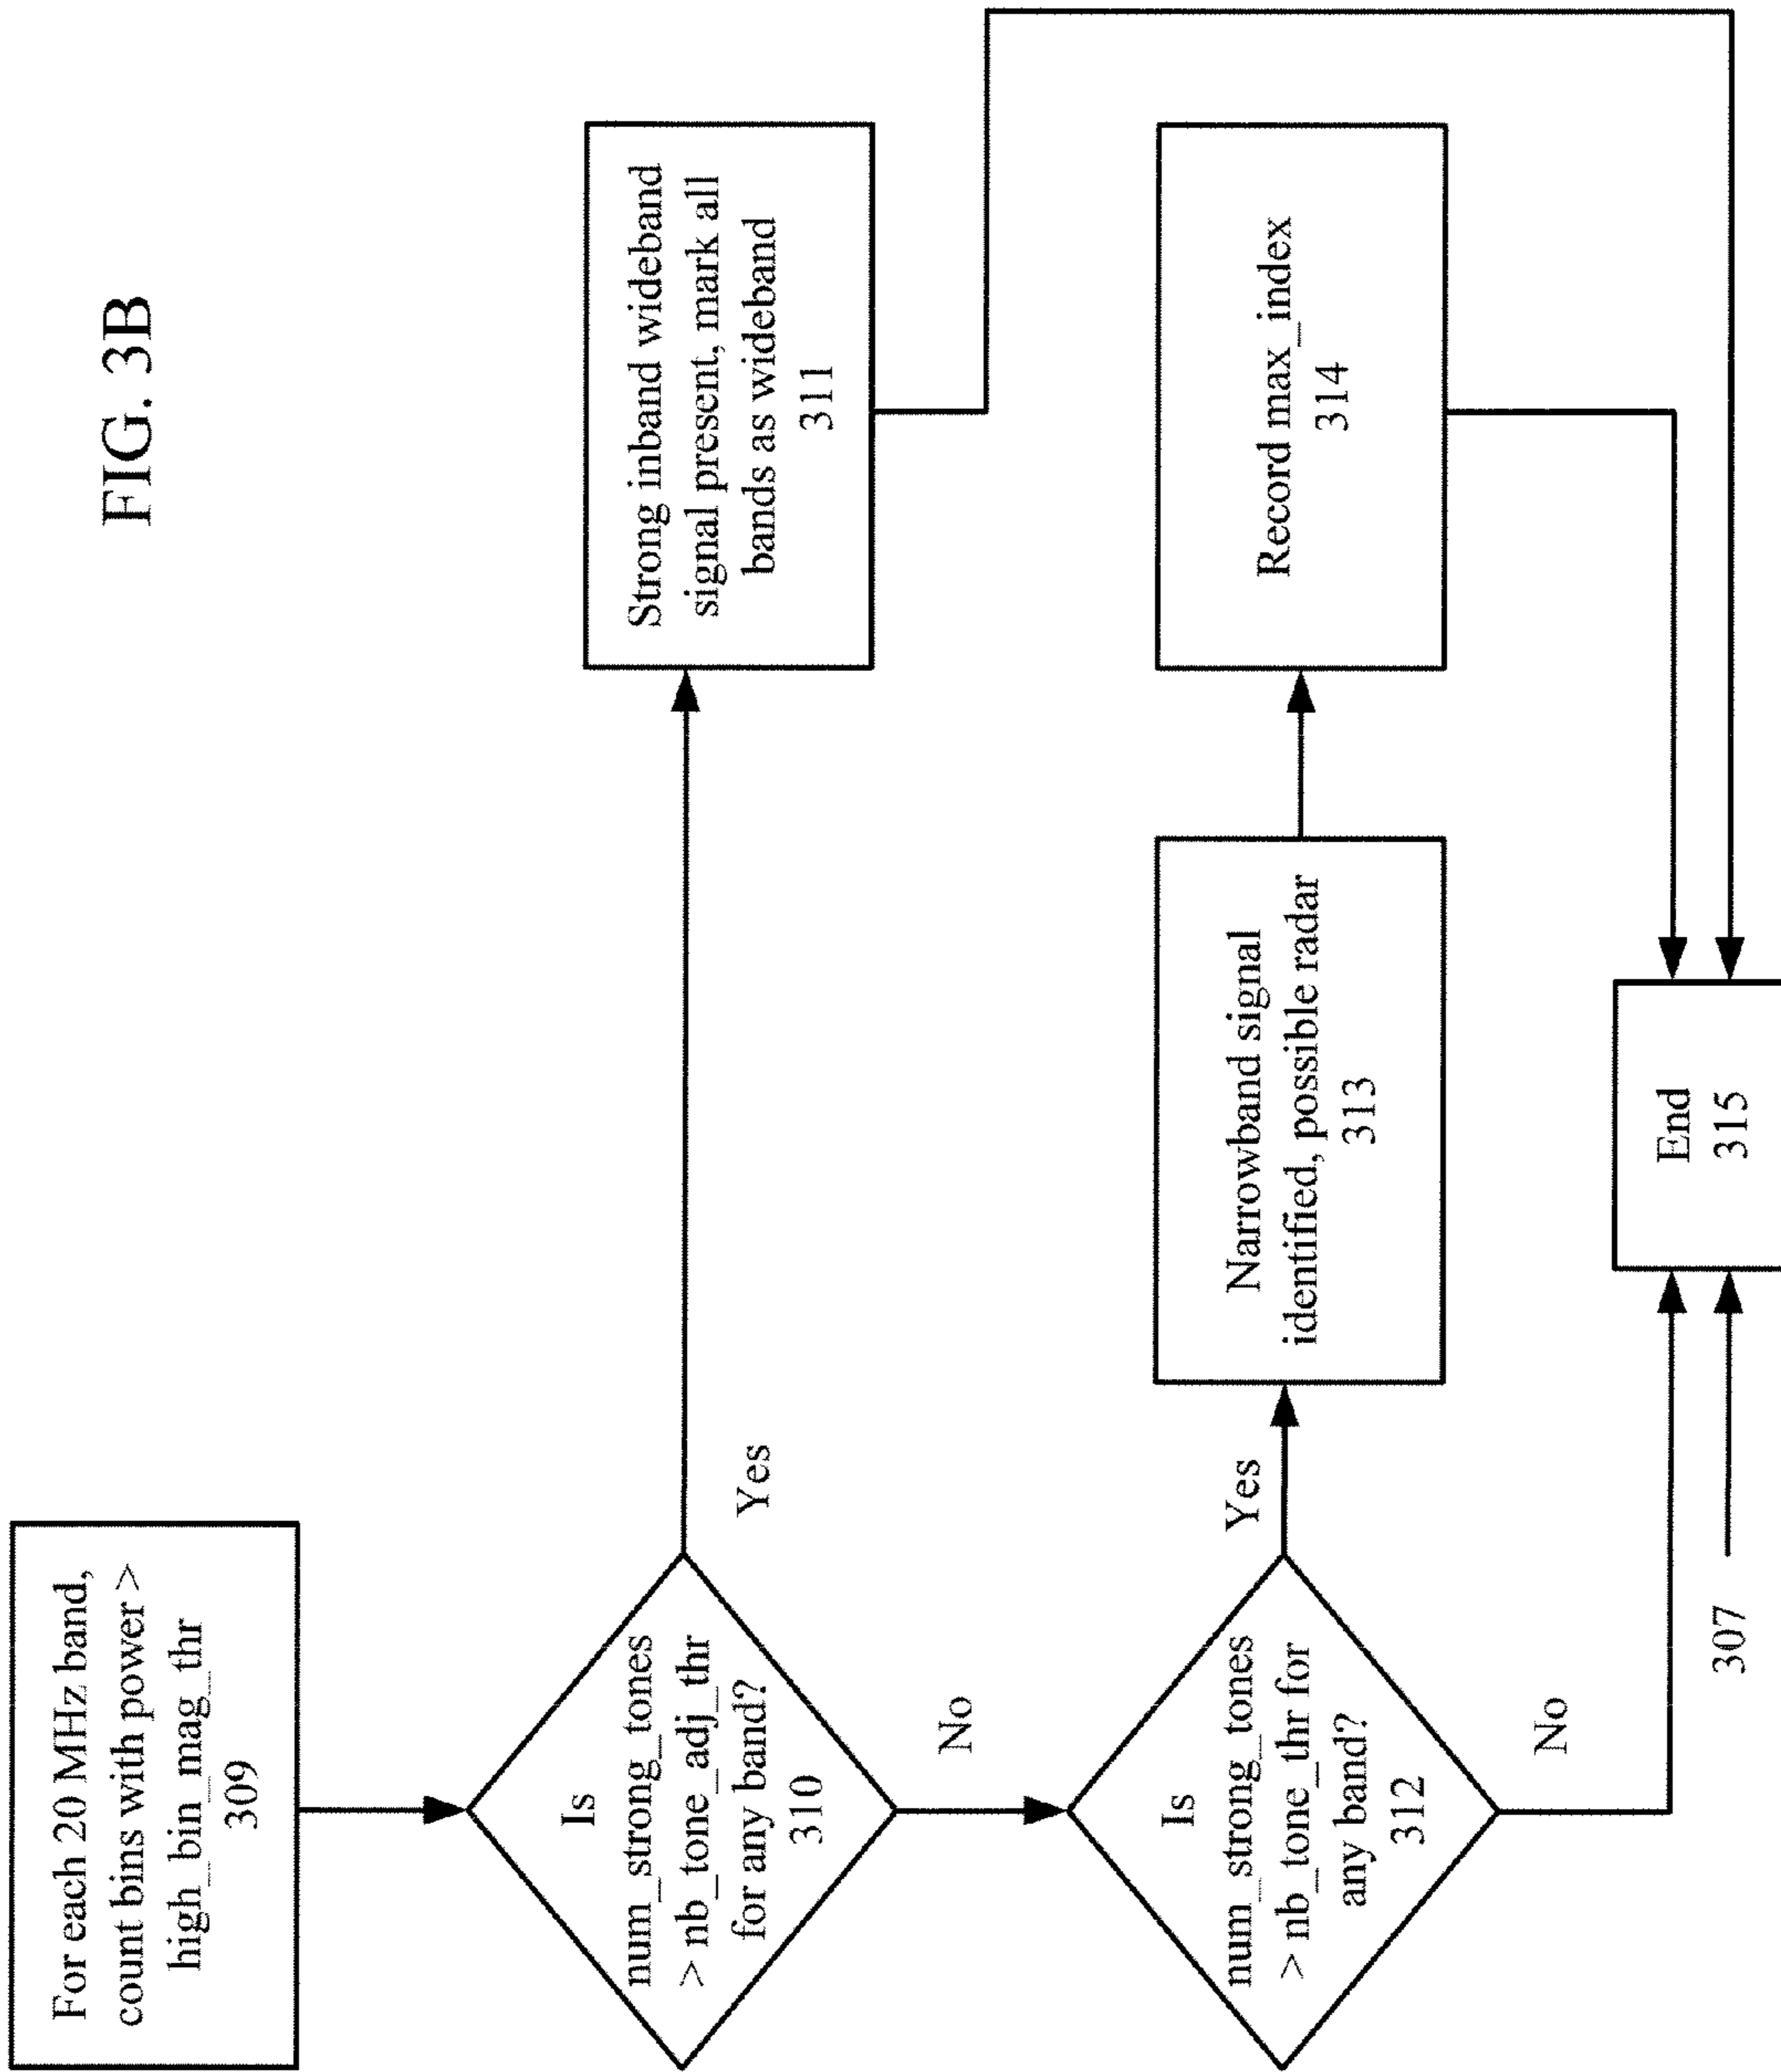 FIG. 3B
For each 20 MHz band,
count bins with power >
high_bin_mag_thr
309
Is
num_strong_tones
> nb_tone_adj_thr
for any band?
310
Yes
Strong inband wideband
signal present, mark all
bands as wideband
311
No
Is
num_strong_tones
> nb_tone_thr for
any band?
312
Yes
Narrowband signal
identified, possible radar
313
Record max_index
314
No
307
End
315